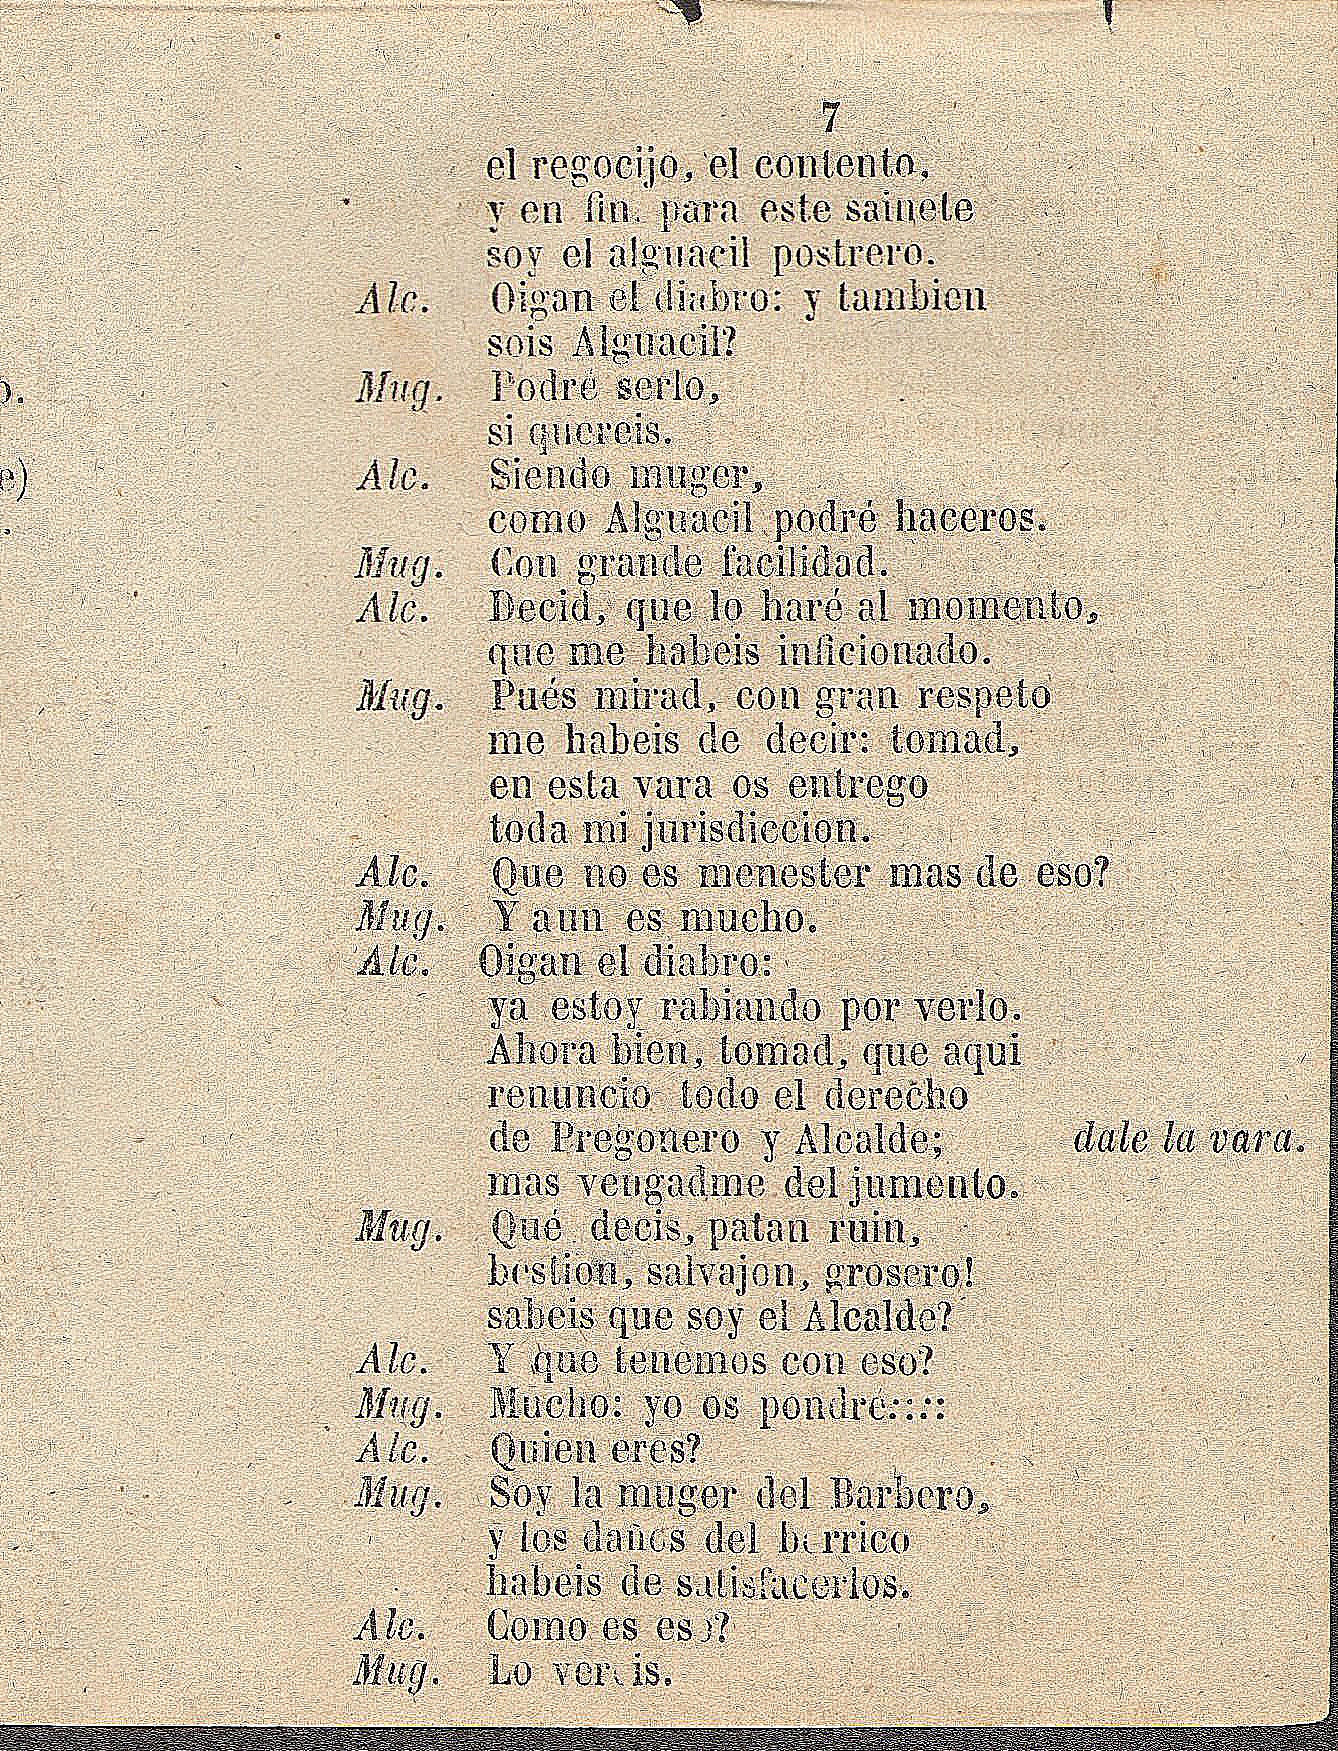 7
el regocijo, el contento,
y en fin, para este sainete
soy el alguacil postrero.
Alc. Oigan el diabro: y tambien
sois Alguacil?
Mug. Podré serlo,
si quereis.
Alc. Siendo muger,
como Alguacil podré haceros.
Mug. Con grande facilidad.
Alc. Decid, que lo haré al momento,
que me habeis inficionado.
Mug. Pués mirad, con gran respeto
me habeis de decir: tomad,
en esta vara os entrego
toda mi jurisdiccion.
Alc. Que no es menester mas de eso?
Mug. Y aun es mucho.
Alc. Oigan el diabro:
ya estoy rabiando por verlo.
Ahora bien, tomad, que aqui
renuncio todo el derecho
de Pregonero y Alcalde; dale la vara.
mas vengadme del jumento.
Mug. Qué decis, patan ruin,
bestion, salvajon, grosero!
sabeis que soy el Alcalde?
Alc. Y que tenemos con eso?
Mug. Mucho: yo os pondré::::
Alc. Quien eres?
Mug. Soy la muger del Barbero,
y los daños del borrico
habeis de satisfacerlos.
Alc. Como es eso?
Mug. Lo vereis.